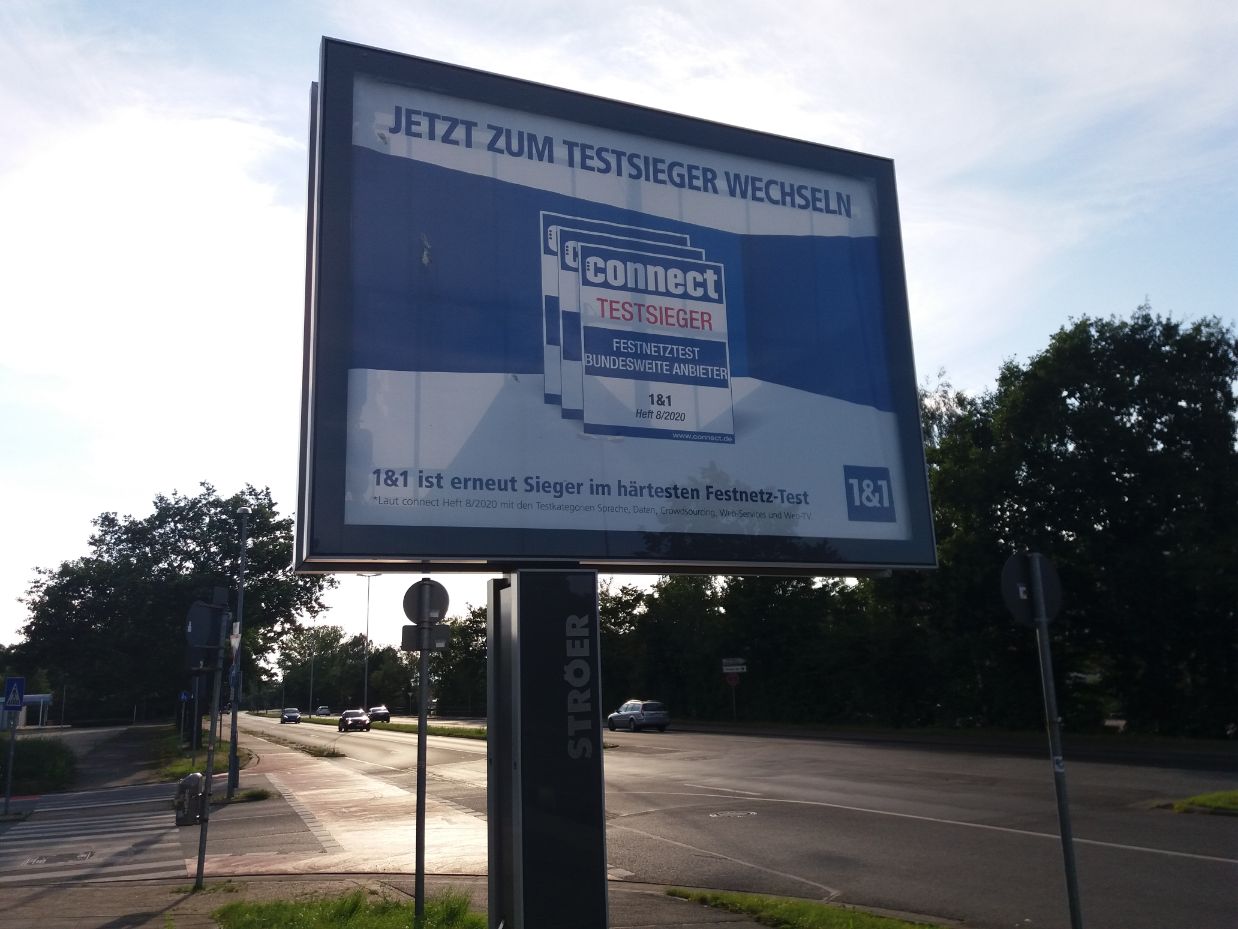 JETZT ZUM TESTSIEGER WECHSELN
connect
TESTSIEGER
FESTNETZTEST
BUNDESWEITE ANBIETER
1&1
Heft 8/2020
www.connect.de
1&1 ist erneut Sieger im härtesten Festnetz-Test
*Laut connect Heft 8/2020 mit den Testkategorien Sprache, Daten, Crowdsourcing, Web-Services und Web-TV.
1&1
STRÖER